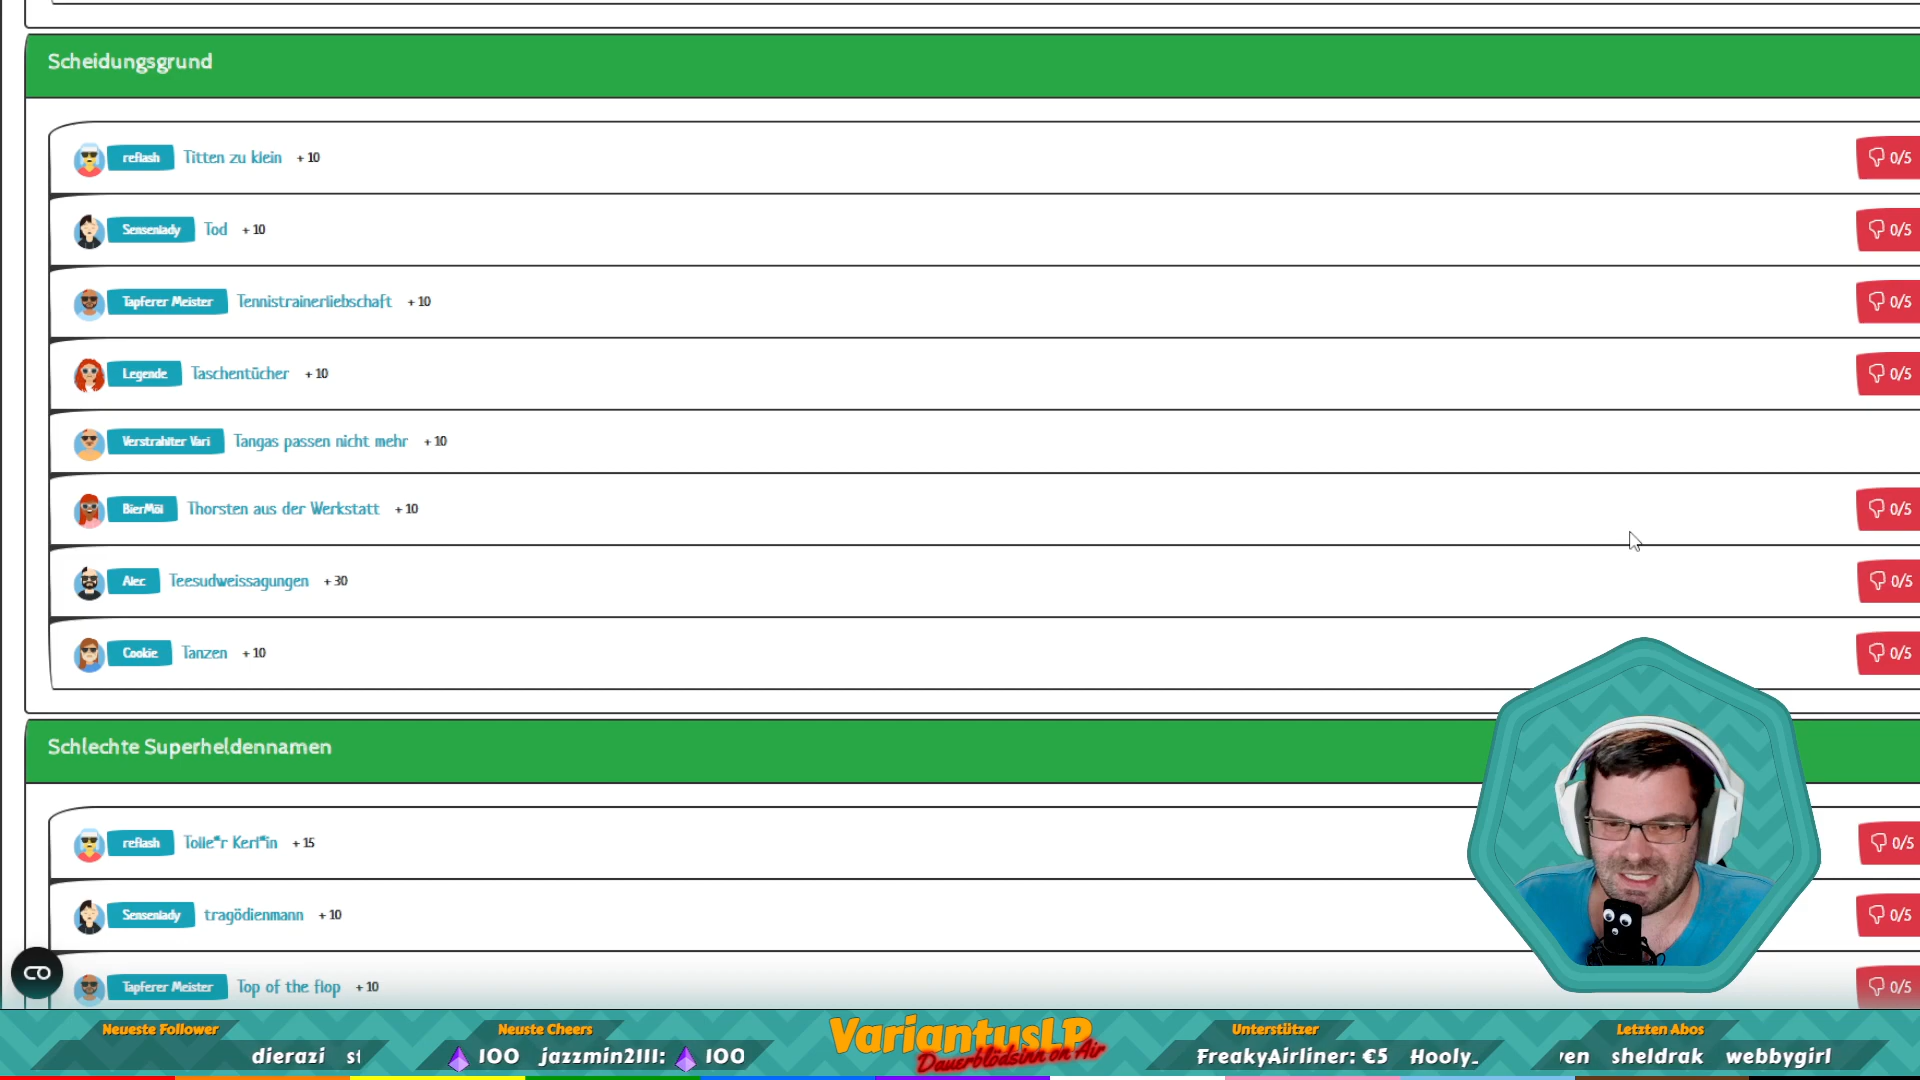 Scheidungsgrund
reflash Titten zu klein + 10 0/5
Sensenlady Tod + 10 0/5
Tapferer Meister Tennistrainerliebschaft + 10 0/5
Legende Taschentücher + 10 0/5
Verstrahlter Vari Tangas passen nicht mehr + 10
BierMöl Thorsten aus der Werkstatt + 10 0/5
Alec Teesudweissagungen + 30 0/5
Cookie Tanzen + 10 0/5
Schlechte Superheldennamen
reflash Tolle*r Kerl*in + 15 0/5
Sensenlady tragödienmann + 10 0/5
Tapferer Meister Top of the flop + 10 0/5
Neueste Follower Neuste Cheers VariantusLP Unterstützer Letzten Abos
dierazi 100 jazzmin2111: 100 Dauerblödsinn on Air FreakyAirliner: €5 Hooly_ sheldrak webbygirl